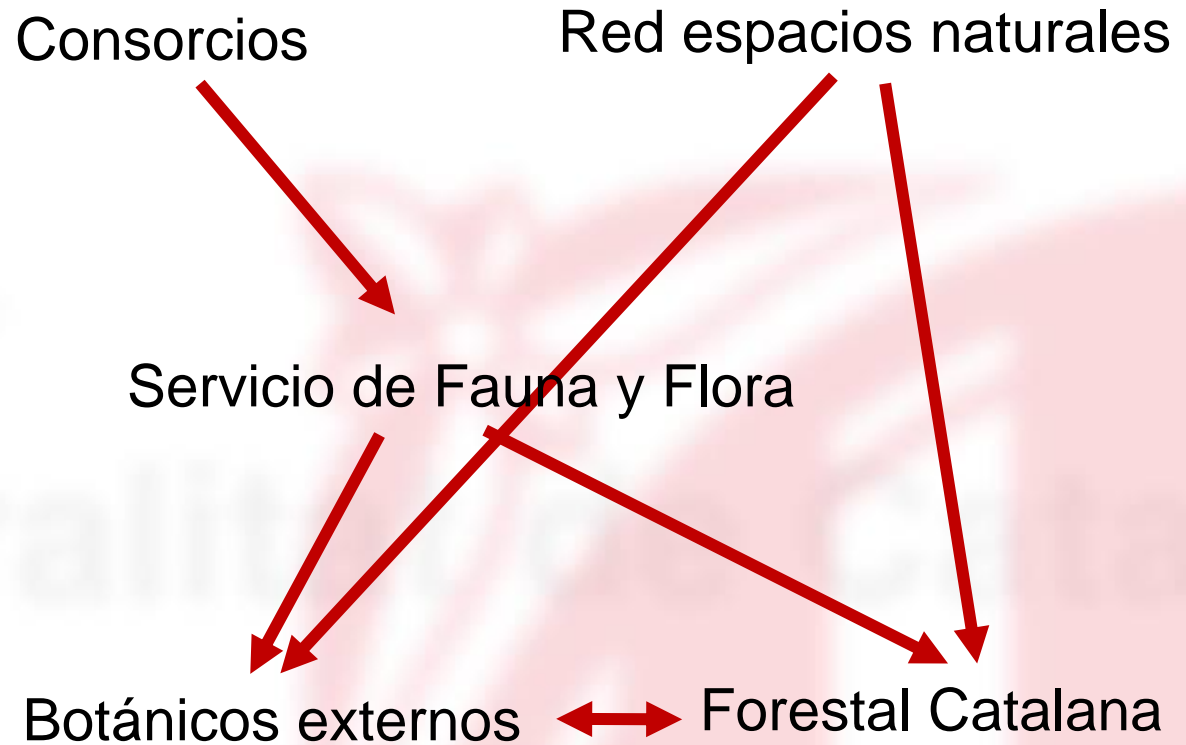 Consorcios
Red espacios naturales
Servicio de Fauna y Flora
Botánicos externos
Forestal Catalana